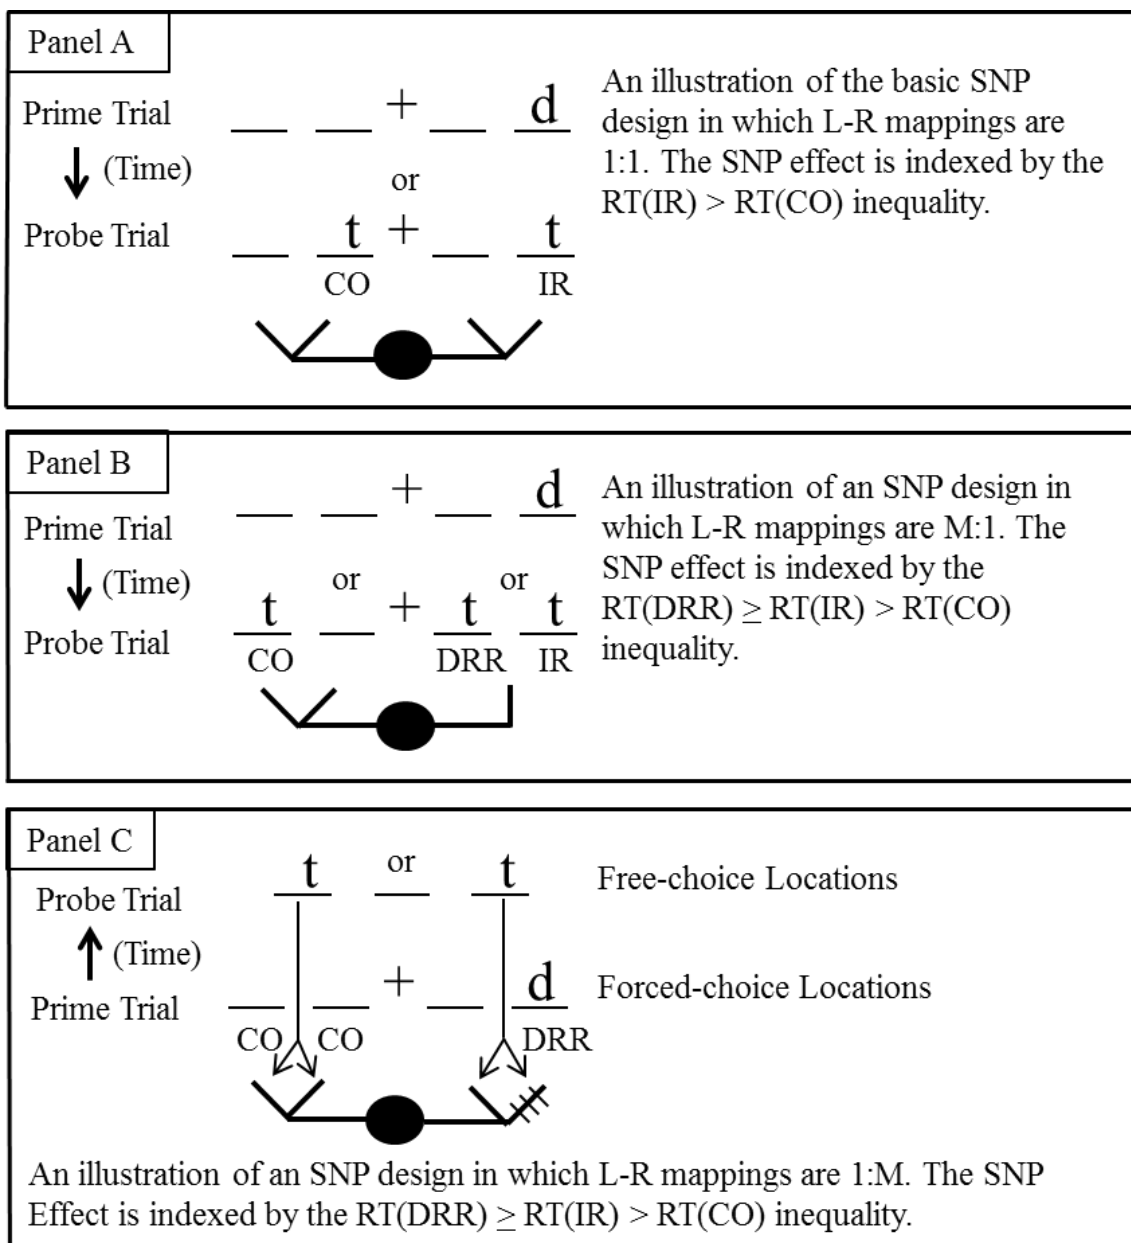 Panel A
Prime Trial
(Time)
Probe Trial
+ d
or
t + t
CO IR
An illustration of the basic SNP
design in which L-R mappings are
1:1. The SNP effect is indexed by the
RT(IR) > RT(CO) inequality.
Panel B
Prime Trial
(Time)
Probe Trial
+ d
or or
t + t t
CO DRR IR
An illustration of an SNP design in
which L-R mappings are M:1. The
SNP effect is indexed by the
RT(DRR) ≥ RT(IR) > RT(CO)
inequality.
Panel C
Probe Trial
(Time)
Prime Trial
t or t
Free-choice Locations
+ d
Forced-choice Locations
CO CO DRR
An illustration of an SNP design in which L-R mappings are 1:M. The SNP
Effect is indexed by the RT(DRR) ≥ RT(IR) > RT(CO) inequality.